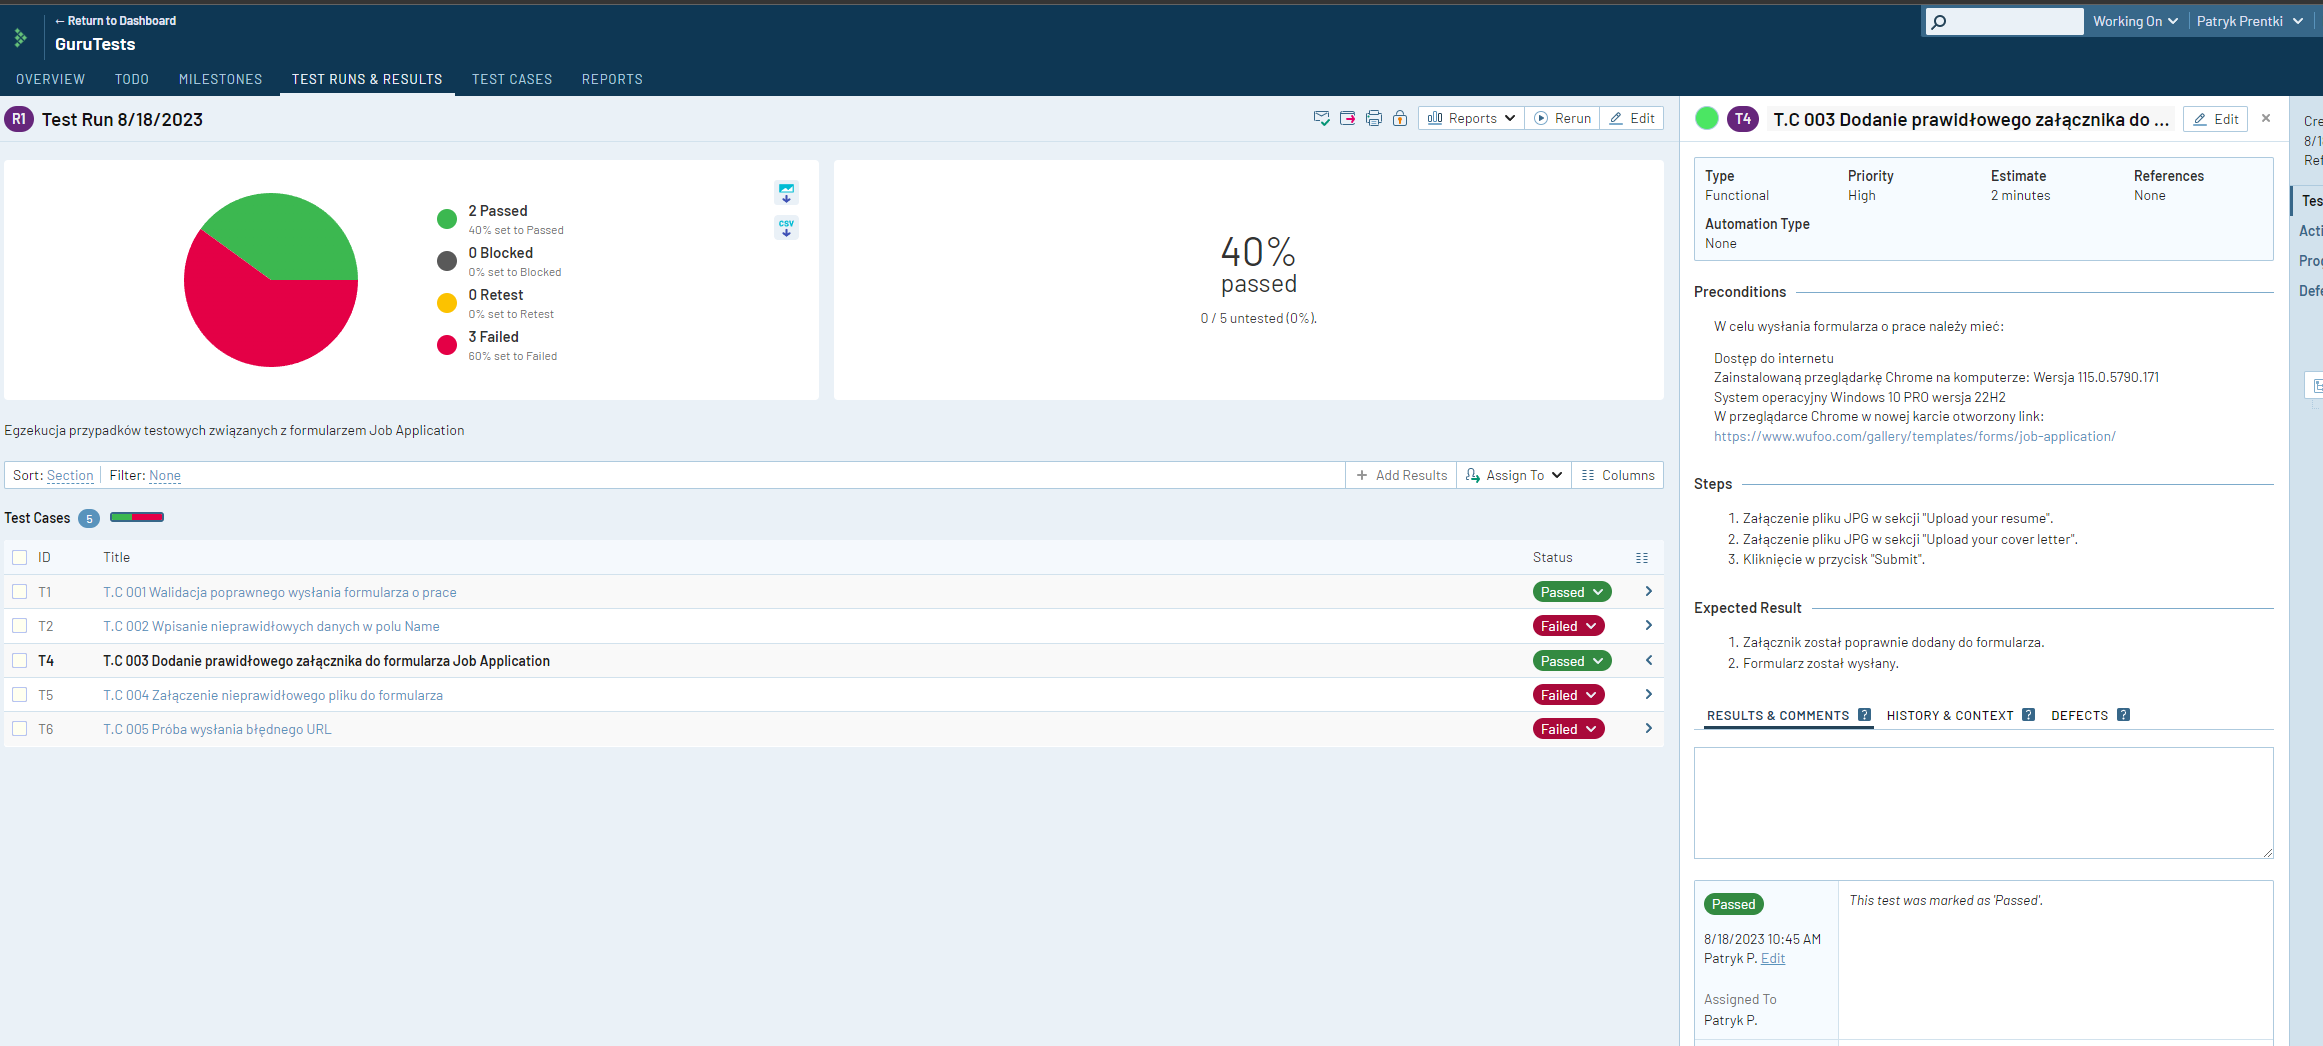 ← Return to Dashboard
GuruTests
Working On
Patryk Prentki
OVERVIEW TODO MILESTONES TEST RUNS & RESULTS TEST CASES REPORTS
R1 Test Run 8/18/2023
Reports Rerun Edit
2 Passed
40% set to Passed
0 Blocked
0% set to Blocked
0 Retest
0% set to Retest
3 Failed
60% set to Failed
CSV
40%
passed
0 / 5 untested (0%).
Egzekucja przypadków testowych związanych z formularzem Job Application
Sort: Section Filter: None
+ Add Results Assign To Columns
Test Cases 5
ID Title Status
T1 T.C 001 Walidacja poprawnego wysłania formularza o prace Passed
T2 T.C 002 Wpisanie nieprawidłowych danych w polu Name Failed
T4 T.C 003 Dodanie prawidłowego załącznika do formularza Job Application Passed
T5 T.C 004 Załączenie nieprawidłowego pliku do formularza Failed
T6 T.C 005 Próba wysłania błędnego URL Failed
T4 T.C 003 Dodanie prawidłowego załącznika do ... Edit ×
Type Priority Estimate References
Functional High 2 minutes None
Automation Type
None
Preconditions
W celu wysłania formularza o prace należy mieć:
Dostęp do internetu
Zainstalowaną przeglądarkę Chrome na komputerze: Wersja 115.0.5790.171
System operacyjny Windows 10 PRO wersja 22H2
W przeglądarce Chrome w nowej karcie otworzony link:
https://www.wufoo.com/gallery/templates/forms/job-application/
Steps
1. Załączenie pliku JPG w sekcji "Upload your resume".
2. Załączenie pliku JPG w sekcji "Upload your cover letter".
3. Kliknięcie w przycisk "Submit".
Expected Result
1. Załącznik został poprawnie dodany do formularza.
2. Formularz został wysłany.
RESULTS & COMMENTS ? HISTORY & CONTEXT ? DEFECTS ?
Passed
This test was marked as 'Passed'.
8/18/2023 10:45 AM
Patryk P. Edit
Assigned To
Patryk P.
Cre
8/1
Ref
Tes
Acti
Prog
Defe